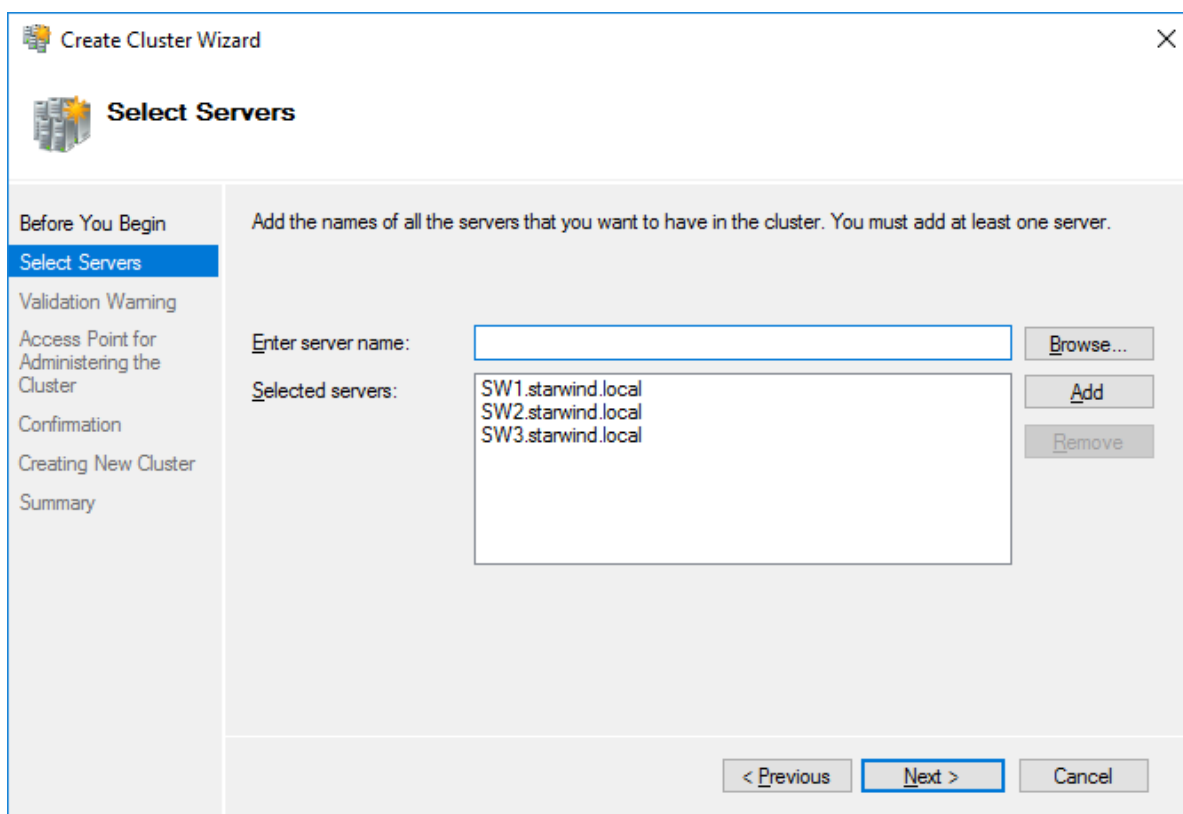 Create Cluster Wizard
Select Servers
Before You Begin
Select Servers
Validation Warning
Access Point for
Administering the
Cluster
Confirmation
Creating New Cluster
Summary
Add the names of all the servers that you want to have in the cluster. You must add at least one server.
Enter server name:
Browse...
Selected servers:
SW1.starwind.local
SW2.starwind.local
SW3.starwind.local
Add
Remove
< Previous
Next >
Cancel